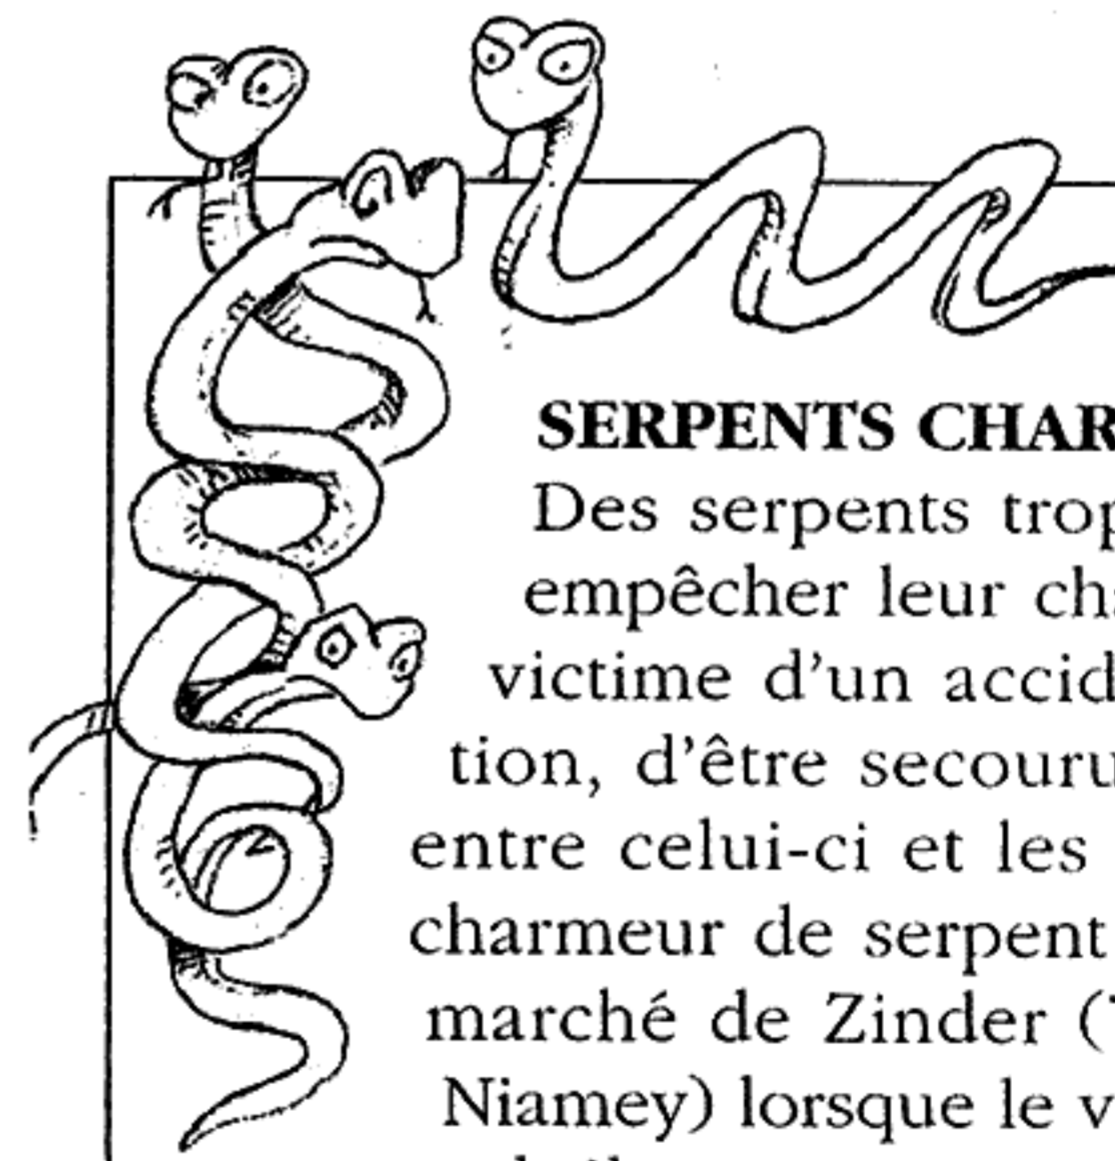 SERPENTS CHAR
Des serpents trop
empêcher leur ch
victime d'un accid
tion, d'être secouru
entre celui-ci et les
charmeur de serpent
marché de Zinder (
Niamey) lorsque le v